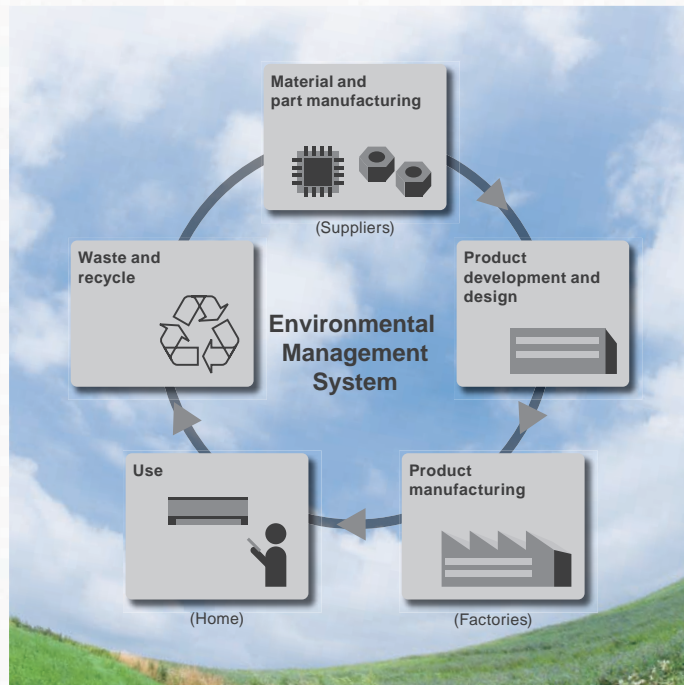 Material and
part manufacturing
(Suppliers)
Product
development and
design
Product
manufacturing
(Factories)
Use
(Home)
Waste and
recycle
Environmental
Management
System